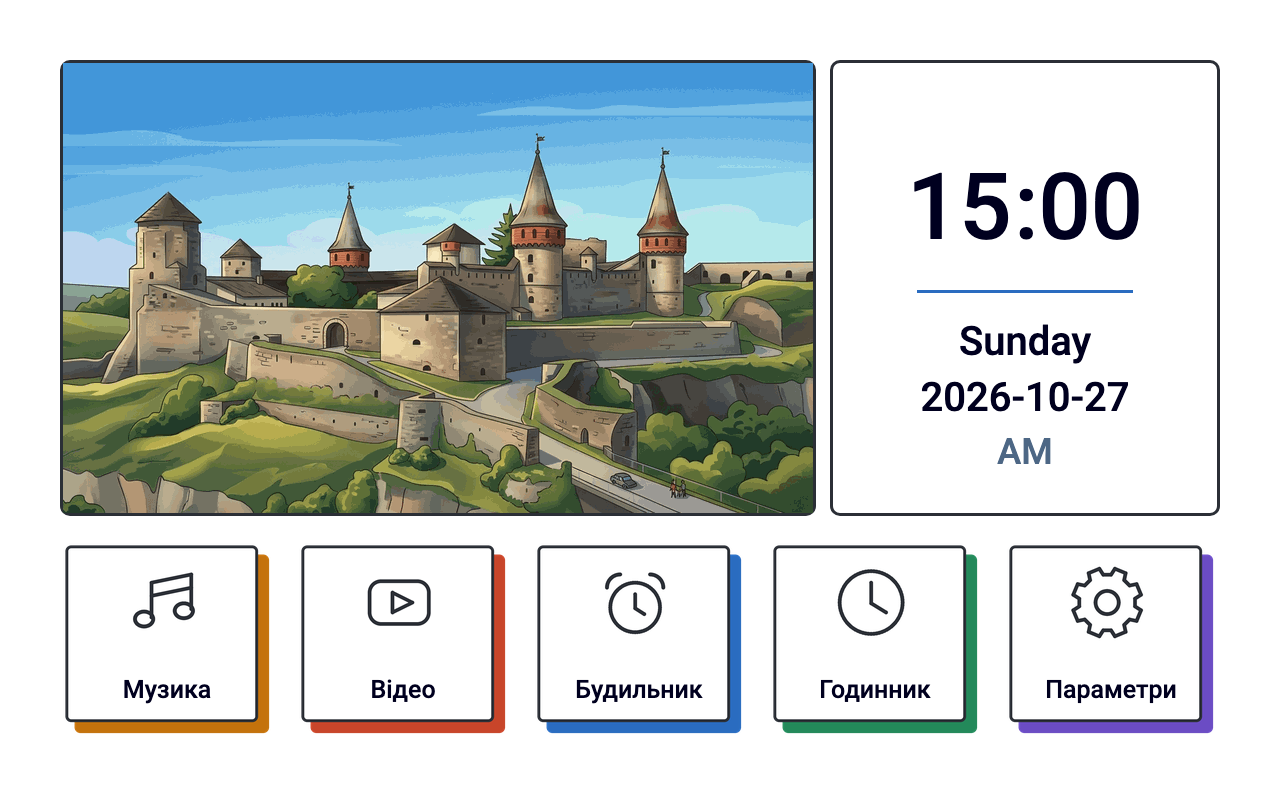 15:00
Sunday
2026-10-27
AM
Музика
Відео
Будильник
Годинник
Параметри